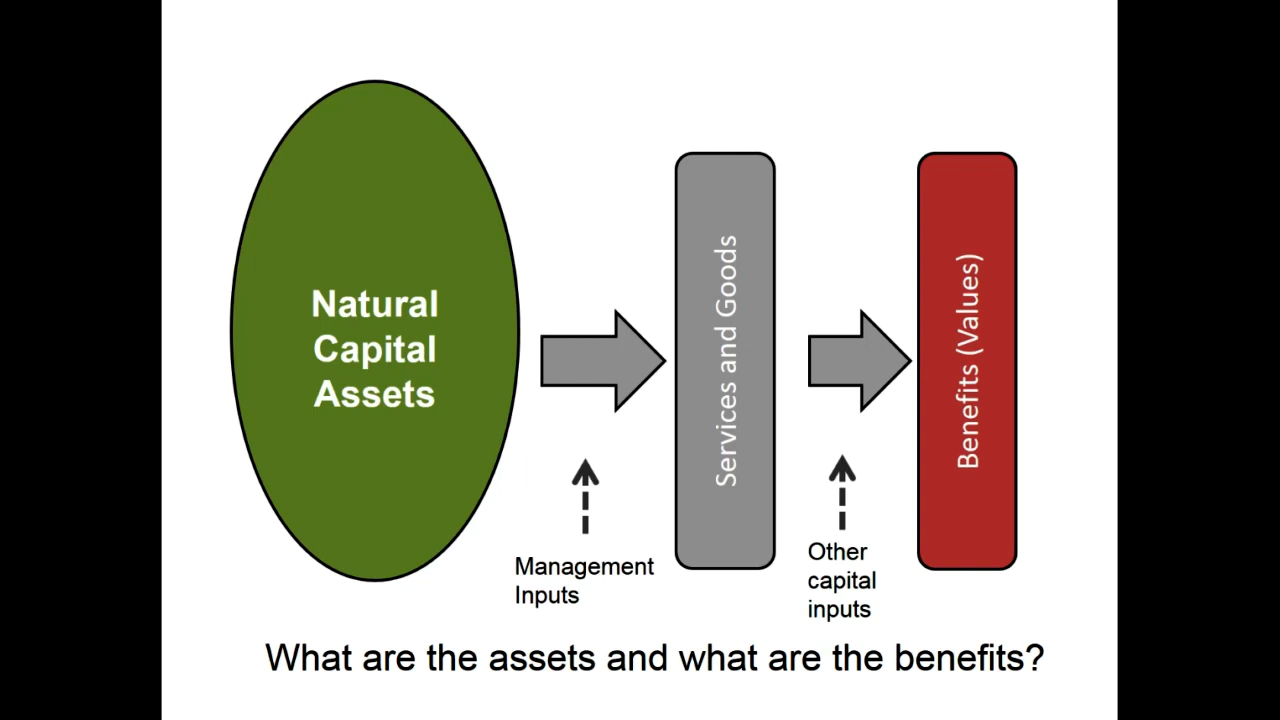 Natural
Capital
Assets
Services and Goods
Benefits (Values)
Management
Inputs
Other
capital
inputs
What are the assets and what are the benefits?